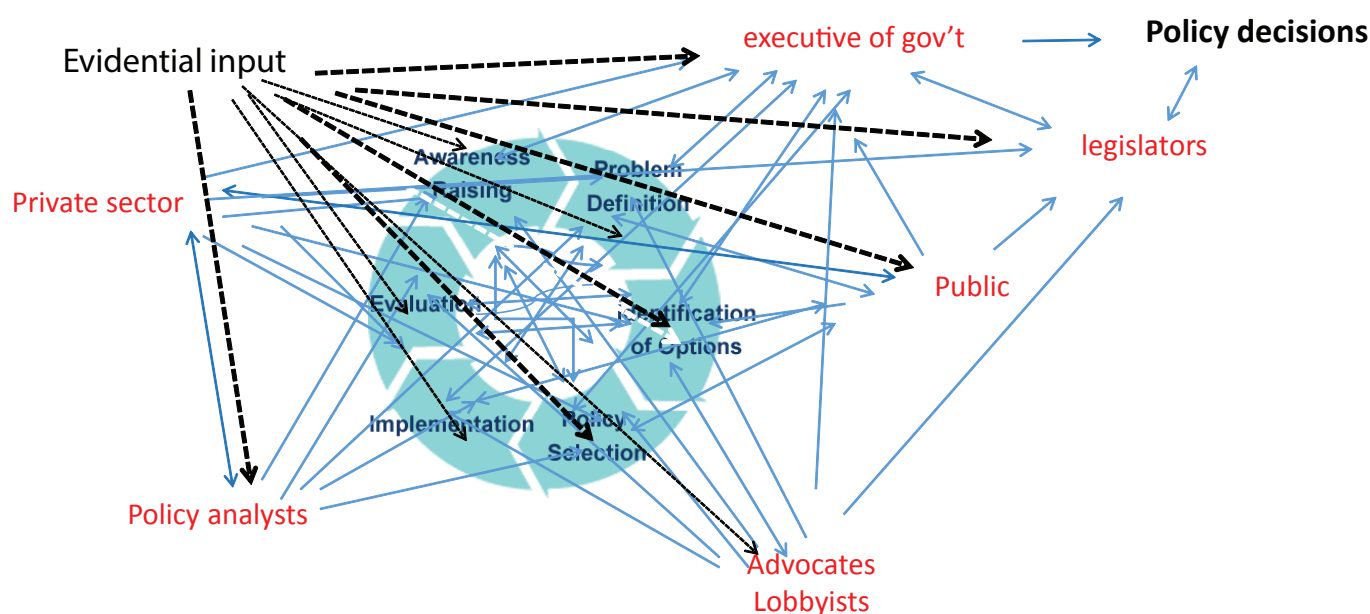 executive of gov't
Policy decisions
Evidential input
legislators
Awareness
Raising
Problem
Definition
Private sector
Public
Evaluation
Identification
of Options
Implementation
Policy
Selection
Policy analysts
Advocates
Lobbyists